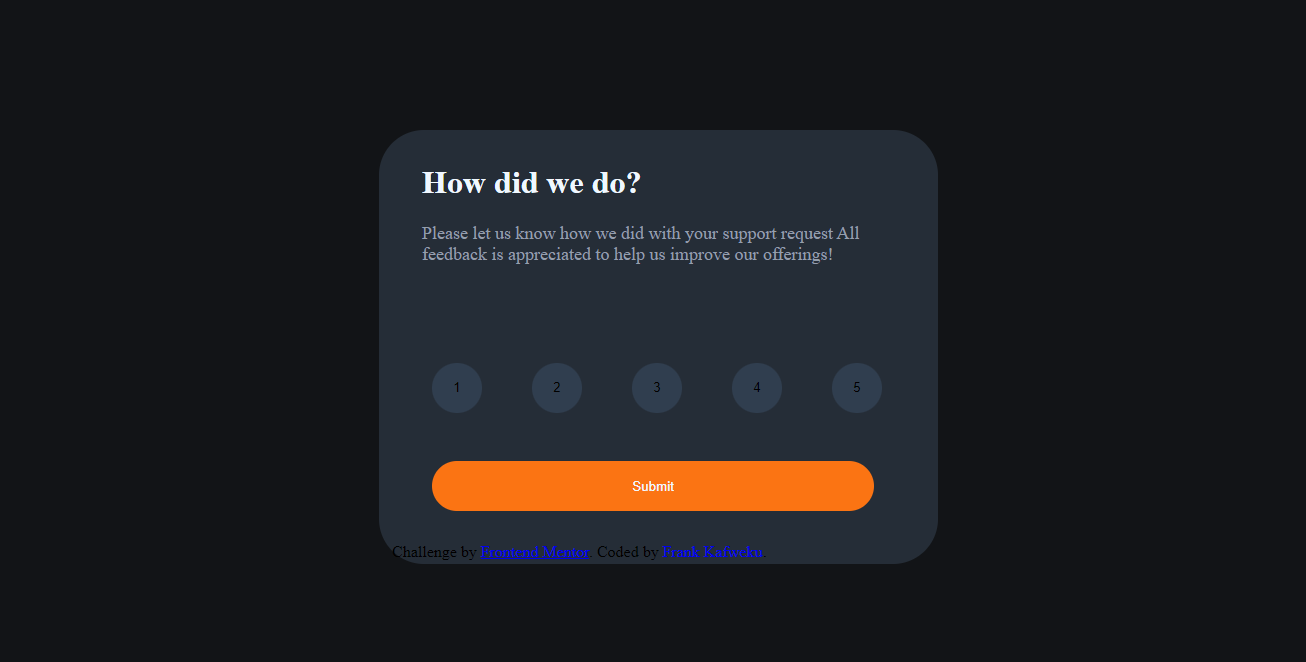 How did we do?
Please let us know how we did with your support request All
feedback is appreciated to help us improve our offerings!
1 2 3 4 5
Submit
Challenge by Frontend Mentor. Coded by Frank Kafweku.